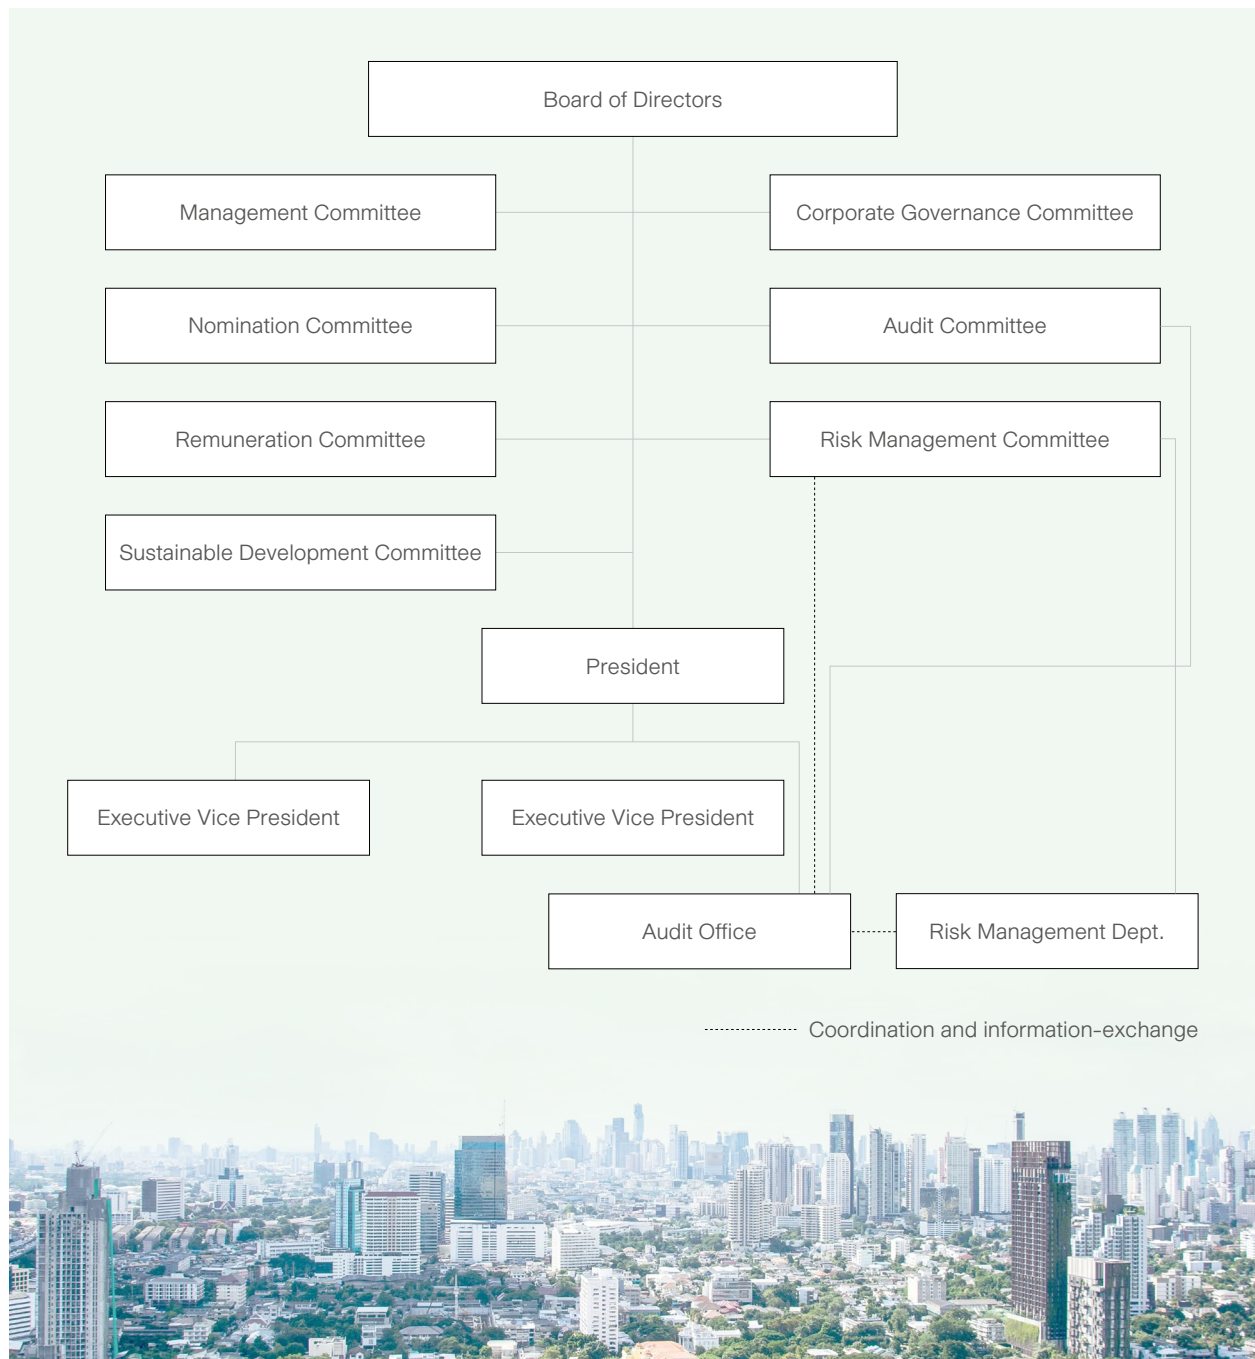 Board of Directors
Management Committee
Corporate Governance Committee
Nomination Committee
Audit Committee
Remuneration Committee
Risk Management Committee
Sustainable Development Committee
President
Executive Vice President
Executive Vice President
Audit Office
Risk Management Dept.
Coordination and information-exchange